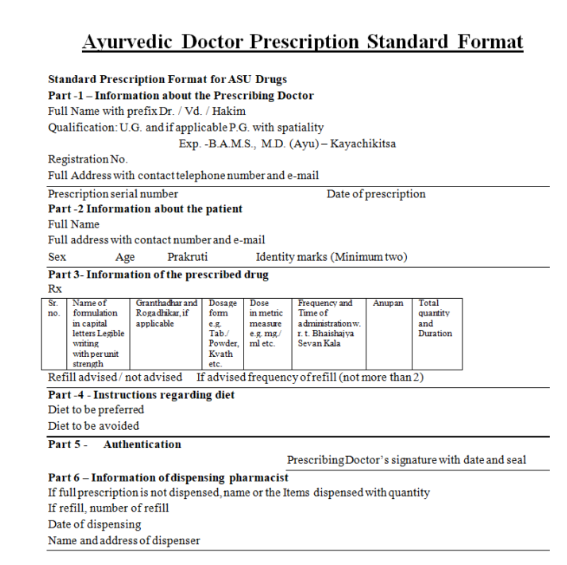 Ayurvedic Doctor Prescription Standard Format
Standard Prescription Format for ASU Drugs
Part -1 – Information about the Prescribing Doctor
Full Name with prefix Dr. / Vd. / Hakim
Qualification: U.G. and if applicable P.G. with spatiality
Exp. -B.A.M.S., M.D. (Ayu) – Kayachikitsa
Registration No.
Full Address with contact telephone number and e-mail
Prescription serial number Date of prescription
Part -2 Information about the patient
Full Name
Full address with contact number and e-mail
Sex Age Prakruti Identity marks (Minimum two)
Part 3- Information of the prescribed drug
Rx
Sr. no.
Name of formulation in capital letters Legible writing with per unit strength
Granthadhar and Rogadhikar, if applicable
Dosage form e.g. Tab./ Powder, Kvath etc.
Dose in metric measure e.g. mg./ ml etc.
Frequency and Time of administration w. r. t. Bhaishajya Sevan Kala
Anupan
Total quantity and Duration
Refill advised / not advised If advised frequency of refill (not more than 2)
Part -4 - Instructions regarding diet
Diet to be preferred
Diet to be avoided
Part 5 - Authentication
Prescribing Doctor's signature with date and seal
Part 6 – Information of dispensing pharmacist
If full prescription is not dispensed, name or the Items dispensed with quantity
If refill, number of refill
Date of dispensing
Name and address of dispenser